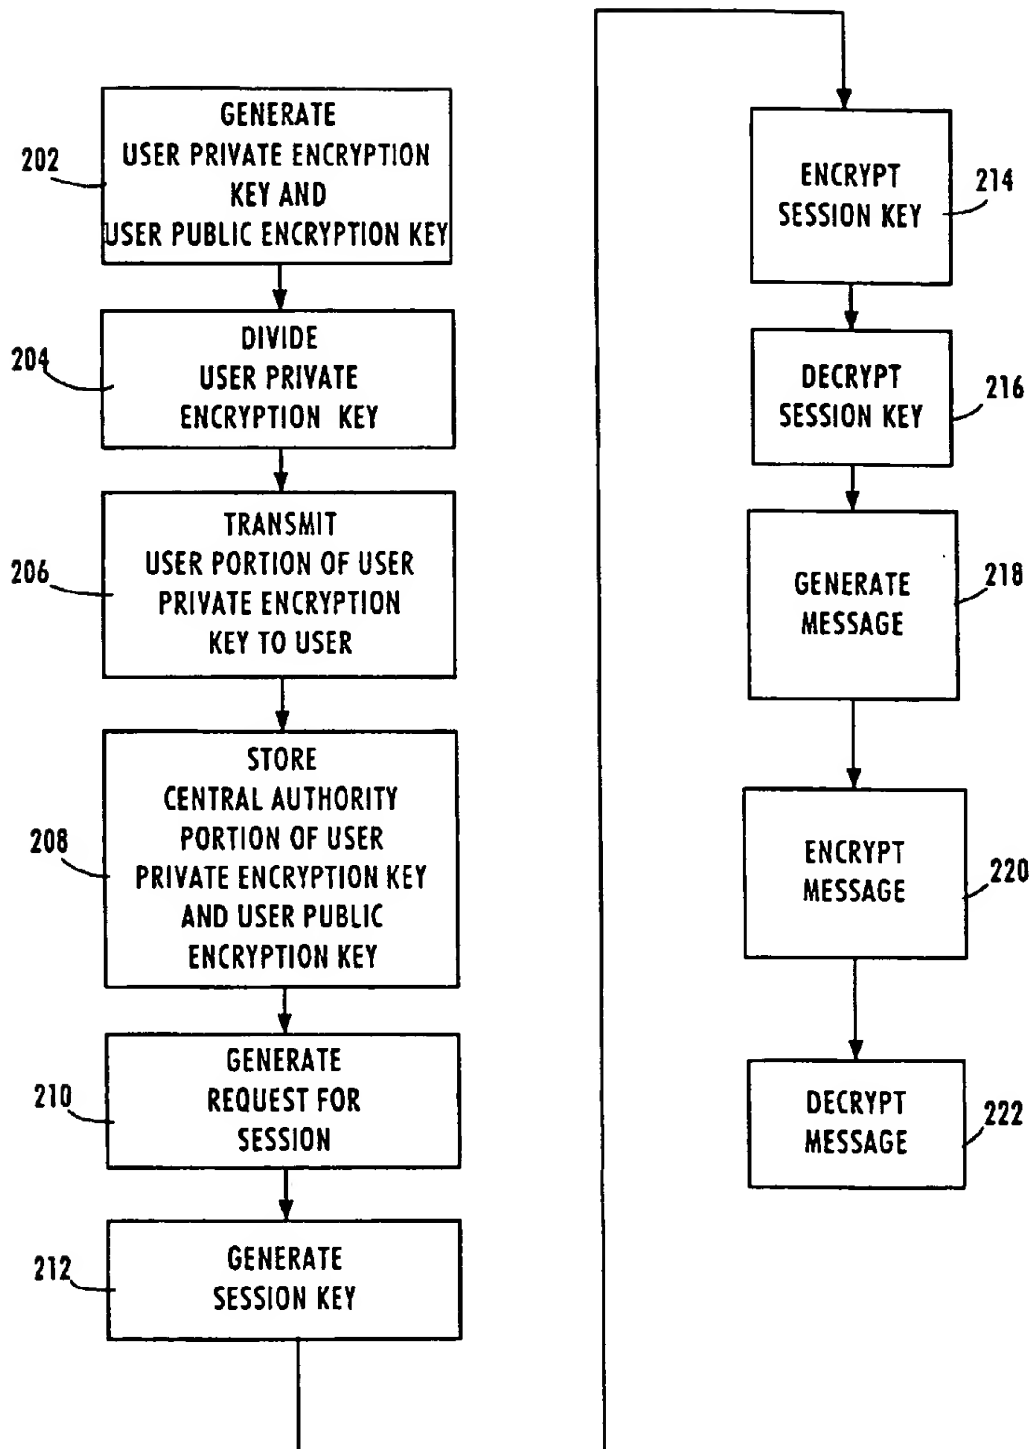 202
GENERATE
USER PRIVATE ENCRYPTION
KEY AND
USER PUBLIC ENCRYPTION KEY
204
DIVIDE
USER PRIVATE
ENCRYPTION KEY
206
TRANSMIT
USER PORTION OF USER
PRIVATE ENCRYPTION
KEY TO USER
208
STORE
CENTRAL AUTHORITY
PORTION OF USER
PRIVATE ENCRYPTION KEY
AND USER PUBLIC
ENCRYPTION KEY
210
GENERATE
REQUEST FOR
SESSION
212
GENERATE
SESSION KEY
214
ENCRYPT
SESSION KEY
216
DECRYPT
SESSION KEY
218
GENERATE
MESSAGE
220
ENCRYPT
MESSAGE
222
DECRYPT
MESSAGE